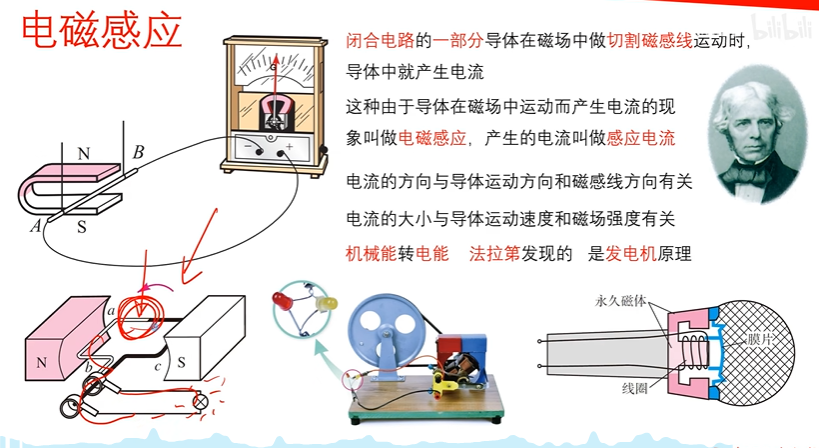 电磁感应
bilibili
闭合电路的一部分导体在磁场中做切割磁感线运动时，
导体中就产生电流
这种由于导体在磁场中运动而产生电流的现
象叫做电磁感应，产生的电流叫做感应电流
电流的方向与导体运动方向和磁感线方向有关
电流的大小与导体运动速度和磁场强度有关
机械能转电能 法拉第发现的 是发电机原理
G
− +
N
B
A
S
a
b
c
N
S
永久磁体
膜片
线圈